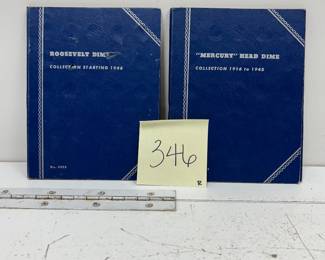 ROOSEVELT DIME
COLLECTION STARTING 1946
"MERCURY" HEAD DIME
COLLECTION 1916 to 1945
346